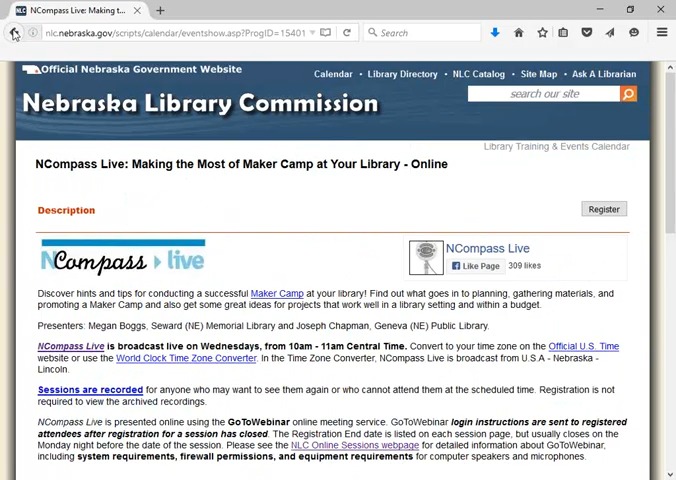 NCompass Live: Making the Most of Maker Camp at Your Library - Online
NLC NCompass Live: Making the Most t...
nlc.nebraska.gov/scripts/calendar/eventshow.asp?ProgID=15401
Search
Official Nebraska Government Website
Calendar • Library Directory • NLC Catalog • Site Map • Ask A Librarian
Nebraska Library Commission
search our site
Library Training & Events Calendar
Description
Register
NCompass live
NCompass Live
Like Page 309 likes
Discover hints and tips for conducting a successful Maker Camp at your library! Find out what goes in to planning, gathering materials, and
promoting a Maker Camp and also get some great ideas for projects that work well in a library setting and within a budget.
Presenters: Megan Boggs, Seward (NE) Memorial Library and Joseph Chapman, Geneva (NE) Public Library.
NCompass Live is broadcast live on Wednesdays, from 10am - 11am Central Time. Convert to your time zone on the Official U.S. Time
website or use the World Clock Time Zone Converter. In the Time Zone Converter, NCompass Live is broadcast from U.S.A - Nebraska -
Lincoln.
Sessions are recorded for anyone who may want to see them again or who cannot attend them at the scheduled time. Registration is not
required to view the archived recordings.
NCompass Live is presented online using the GoToWebinar online meeting service. GoToWebinar login instructions are sent to registered
attendees after registration for a session has closed. The Registration End date is listed on each session page, but usually closes on the
Monday night before the date of the session. Please see the NLC Online Sessions webpage for detailed information about GoToWebinar,
including system requirements, firewall permissions, and equipment requirements for computer speakers and microphones.